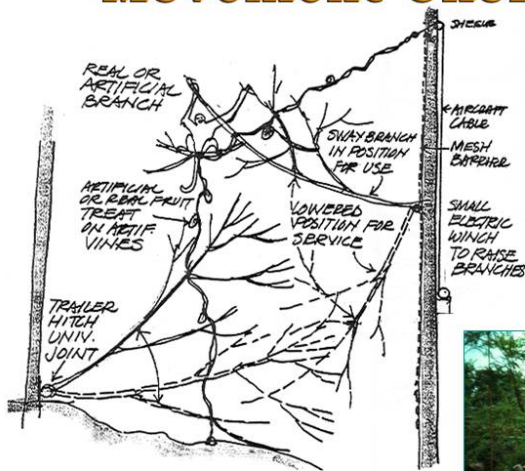 SHEEVE
REAL OR
ARTIFICIAL
BRANCH
AIRCRAFT
CABLE
SWAY BRANCH
IN POSITION
FOR USE
MESH
BARRIER
ARTIFICIAL
OR REAL FRUIT
TREAT
ON ARTIF.
VINES
LOWERED
POSITION FOR
SERVICE
SMALL
ELECTRIC
WINCH
TO RAISE
BRANCHES
TRAILER
HITCH
UNIV.
JOINT